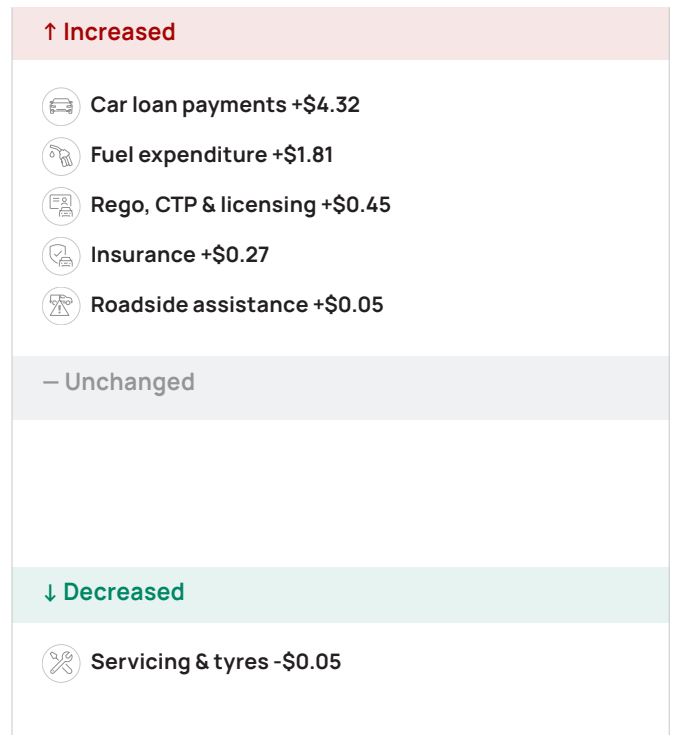 ↑ Increased
Car loan payments +$4.32
Fuel expenditure +$1.81
Rego, CTP & licensing +$0.45
Insurance +$0.27
Roadside assistance +$0.05
— Unchanged
↓ Decreased
Servicing & tyres -$0.05